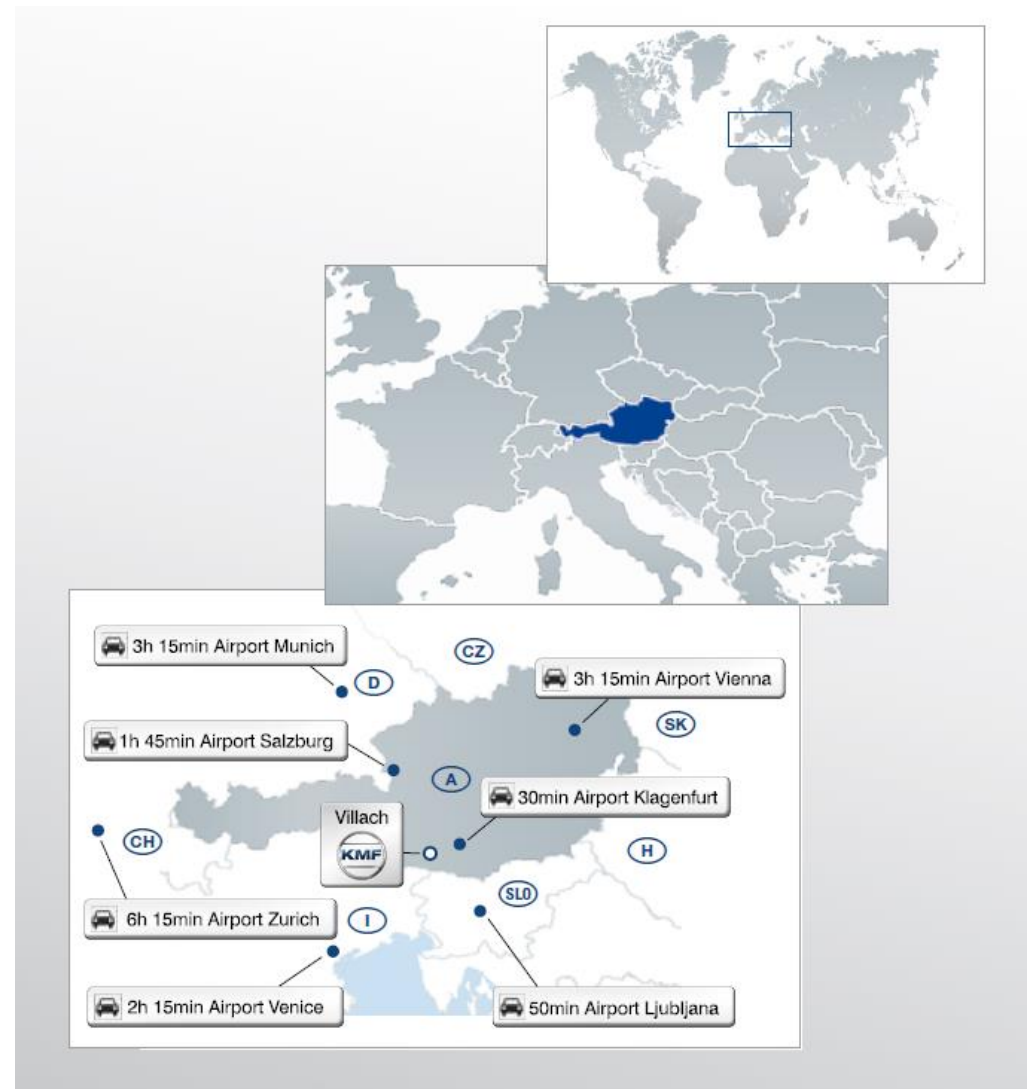 3h 15min Airport Munich
CZ
D
3h 15min Airport Vienna
SK
1h 45min Airport Salzburg
A
30min Airport Klagenfurt
Villach
KMF
CH
H
SLO
6h 15min Airport Zurich
I
2h 15min Airport Venice
50min Airport Ljubljana